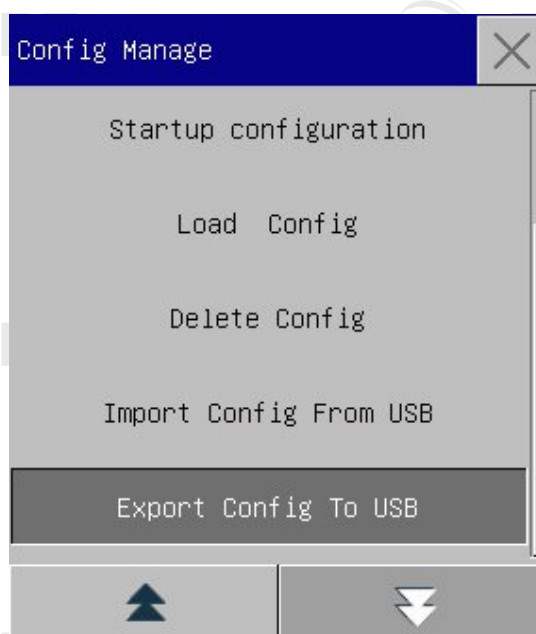 Config Manage
Startup configuration
Load Config
Delete Config
Import Config From USB
Export Config To USB